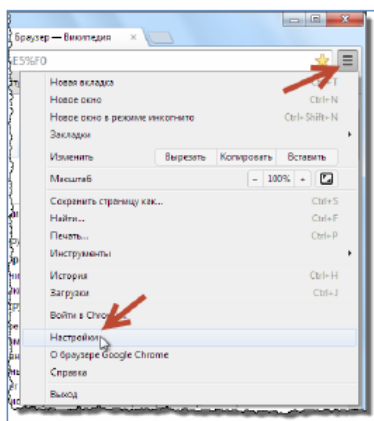 Браузер — Википедия ×
E5%F0
Новая вкладка Ctrl+T
Новое окно Ctrl+N
Новое окно в режиме инкогнито Ctrl+Shift+N
Закладки
Изменить Вырезать Копировать Вставить
Масштаб - 100% +
Сохранить страницу как... Ctrl+S
Найти... Ctrl+F
Печать... Ctrl+P
Инструменты
История Ctrl+H
Загрузки Ctrl+J
Войти в Chrome
Настройки
О браузере Google Chrome
Справка
Выход